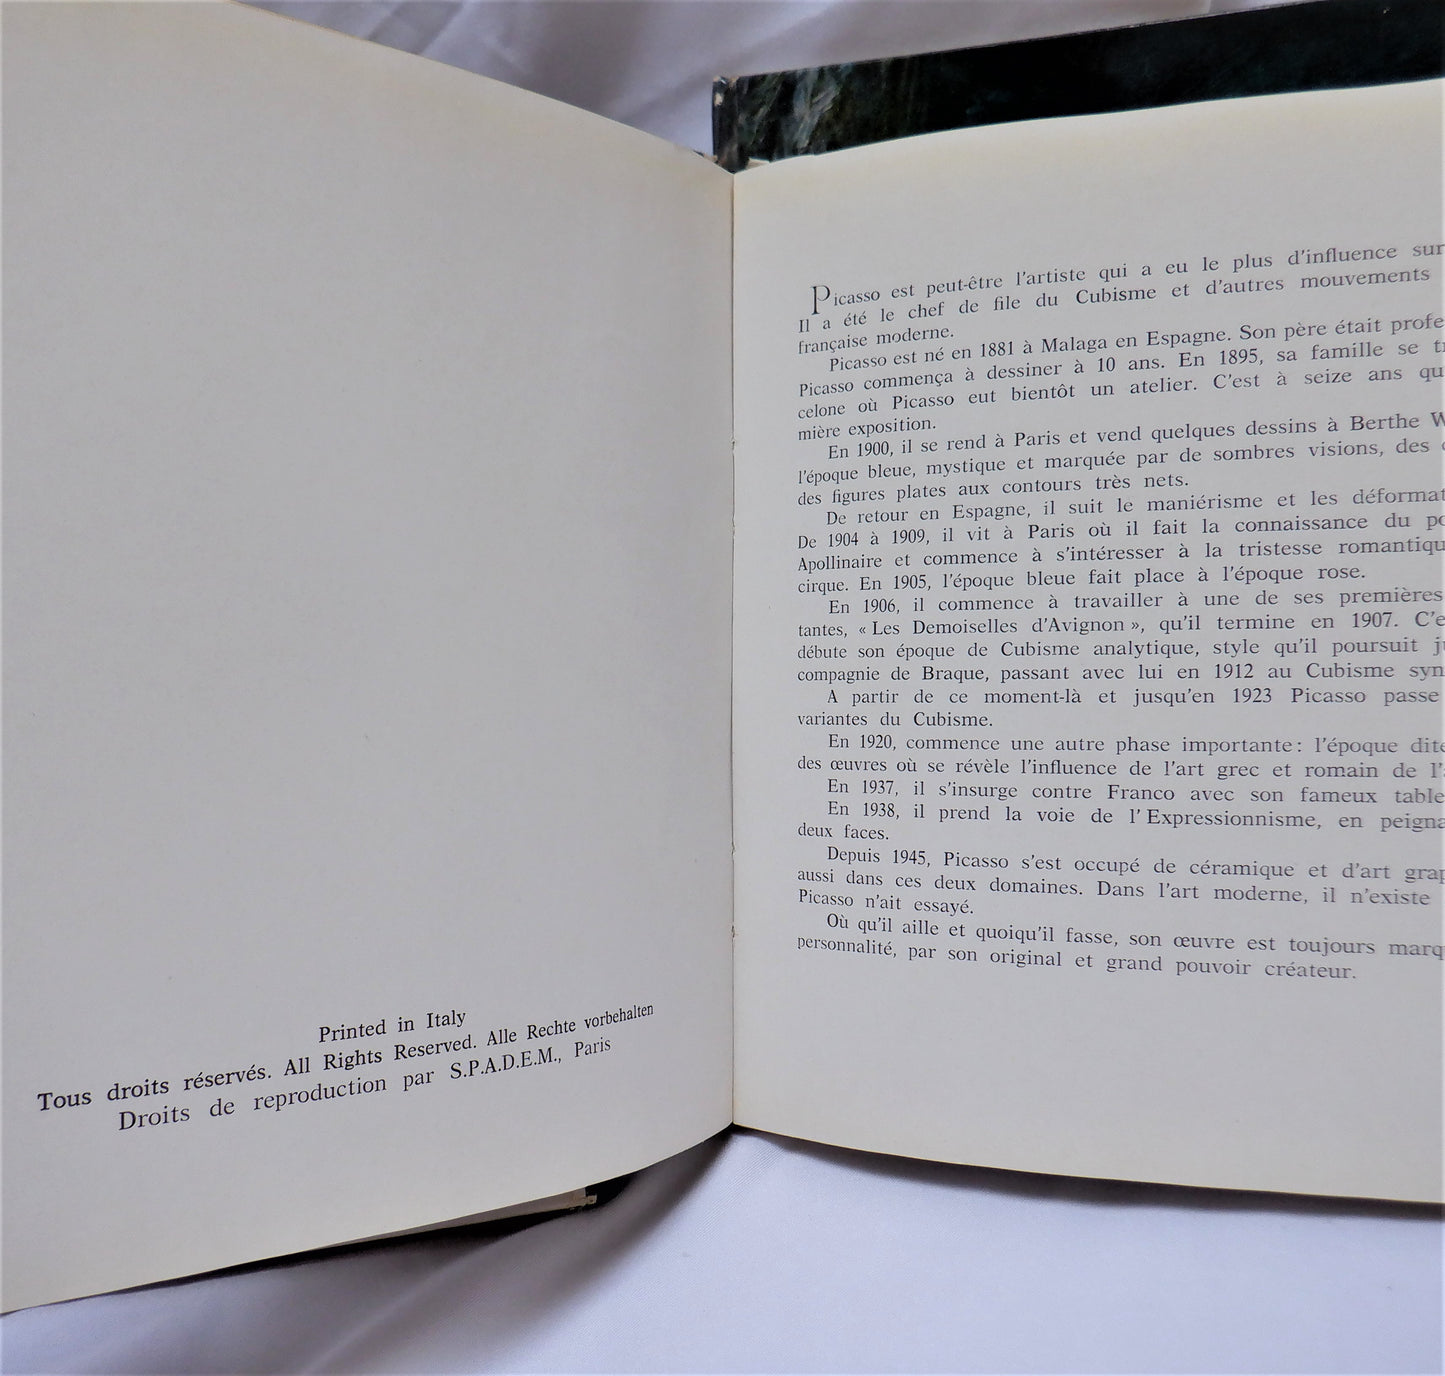 Printed in Italy
Tous droits réservés. All Rights Reserved. Alle Rechte vorbehalten
Droits de reproduction par S.P.A.D.E.M., Paris
Picasso est peut-être l'artiste qui a eu le plus d'influence sur
Il a été le chef de file du Cubisme et d'autres mouvements
française moderne.
Picasso est né en 1881 à Malaga en Espagne. Son père était profe
Picasso commença à dessiner à 10 ans. En 1895, sa famille se
celone où Picasso eut bientôt un atelier. C'est à seize ans qu
mière exposition.
En 1900, il se rend à Paris et vend quelques dessins à Berthe W
l'époque bleue, mystique et marquée par de sombres visions, des
des figures plates aux contours très nets.
De retour en Espagne, il suit le maniérisme et les déformat
De 1904 à 1909, il vit à Paris où il fait la connaissance du po
Apollinaire et commence à s'intéresser à la tristesse romantiqu
cirque. En 1905, l'époque bleue fait place à l'époque rose.
En 1906, il commence à travailler à une de ses premières
tantes, « Les Demoiselles d'Avignon », qu'il termine en 1907. C'e
débute son époque de Cubisme analytique, style qu'il poursuit ju
compagnie de Braque, passant avec lui en 1912 au Cubisme syn
A partir de ce moment-là et jusqu'en 1923 Picasso passe
variantes du Cubisme.
En 1920, commence une autre phase importante : l'époque dite
des œuvres où se révèle l'influence de l'art grec et romain de l'
En 1937, il s'insurge contre Franco avec son fameux table
En 1938, il prend la voie de l'Expressionnisme, en peigna
deux faces.
Depuis 1945, Picasso s'est occupé de céramique et d'art grap
aussi dans ces deux domaines. Dans l'art moderne, il n'existe
Picasso n'ait essayé.
Où qu'il aille et quoiqu'il fasse, son œuvre est toujours marq
personnalité, par son original et grand pouvoir créateur.